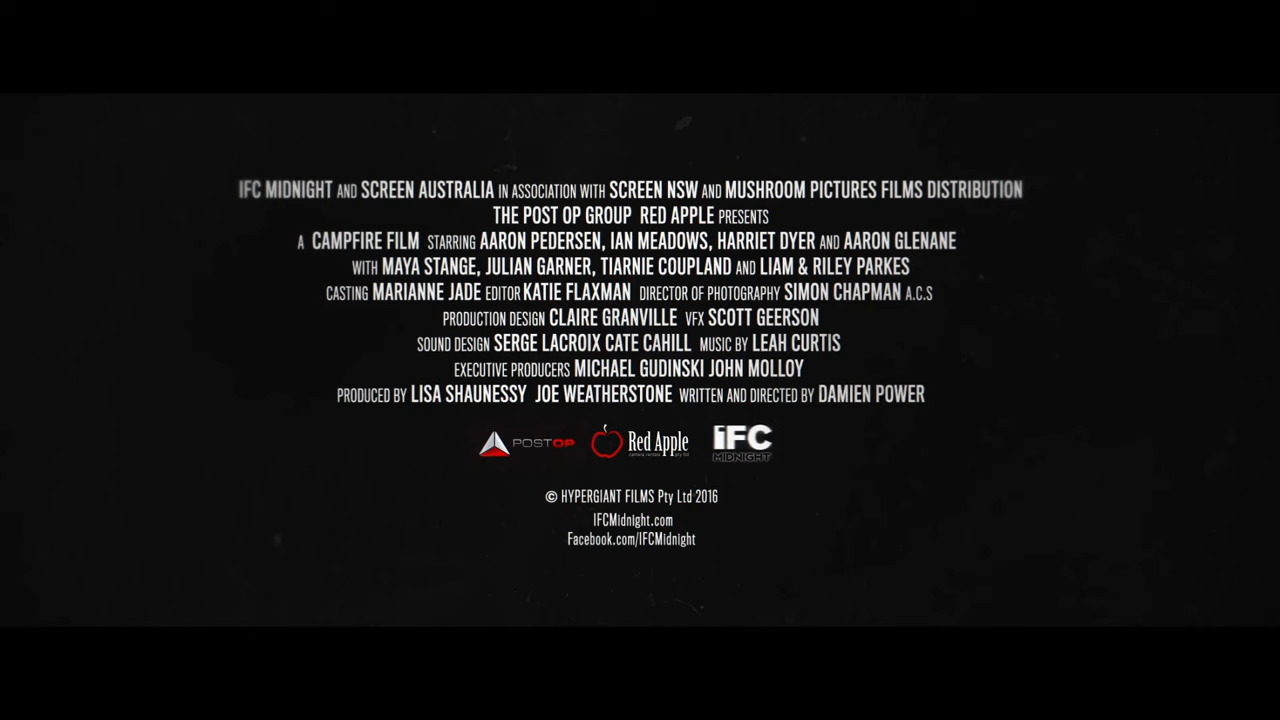 IFC MIDNIGHT AND SCREEN AUSTRALIA IN ASSOCIATION WITH SCREEN NSW AND MUSHROOM PICTURES FILMS DISTRIBUTION
THE POST OP GROUP RED APPLE PRESENTS
A CAMPFIRE FILM STARRING AARON PEDERSEN, IAN MEADOWS, HARRIET DYER AND AARON GLENANE
WITH MAYA STANGE, JULIAN GARNER, TIARNIE COUPLAND AND LIAM & RILEY PARKES
CASTING MARIANNE JADE EDITOR KATIE FLAXMAN DIRECTOR OF PHOTOGRAPHY SIMON CHAPMAN A.C.S
PRODUCTION DESIGN CLAIRE GRANVILLE VFX SCOTT GEERSON
SOUND DESIGN SERGE LACROIX CATE CAHILL MUSIC BY LEAH CURTIS
EXECUTIVE PRODUCERS MICHAEL GUDINSKI JOHN MOLLOY
PRODUCED BY LISA SHAUNESSY JOE WEATHERSTONE WRITTEN AND DIRECTED BY DAMIEN POWER
POSTOP Red Apple IFC
camera rentals pty ltd MIDNIGHT
© HYPERGIANT FILMS Pty Ltd 2016
IFCMidnight.com
Facebook.com/IFCMidnight